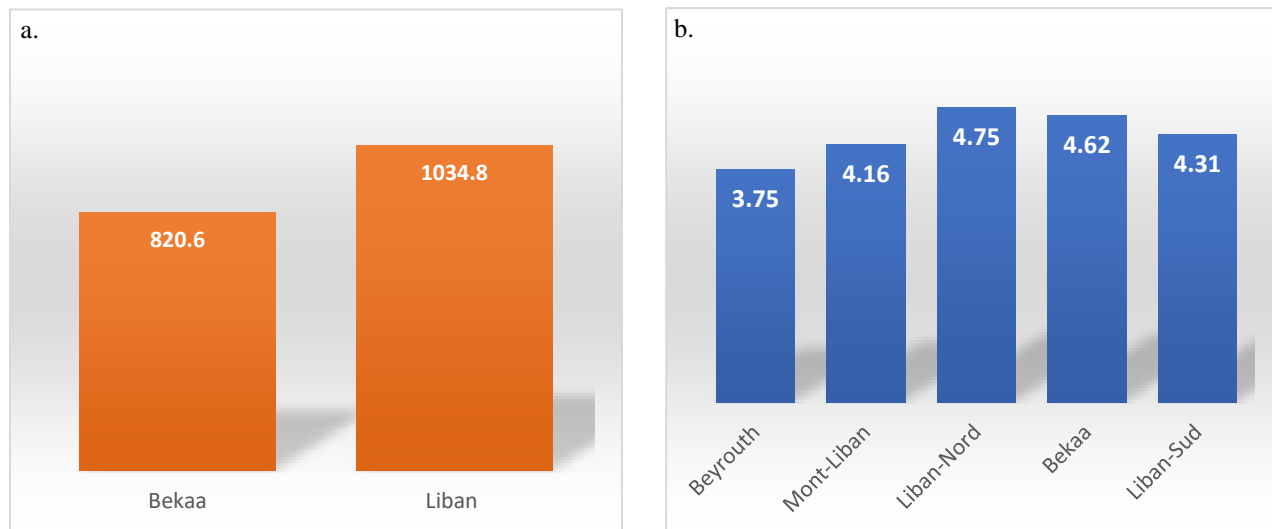 a.
820.6
1034.8
Bekaa
Liban
b.
3.75
4.16
4.75
4.62
4.31
Beyrouth
Mont-Liban
Liban-Nord
Bekaa
Liban-Sud